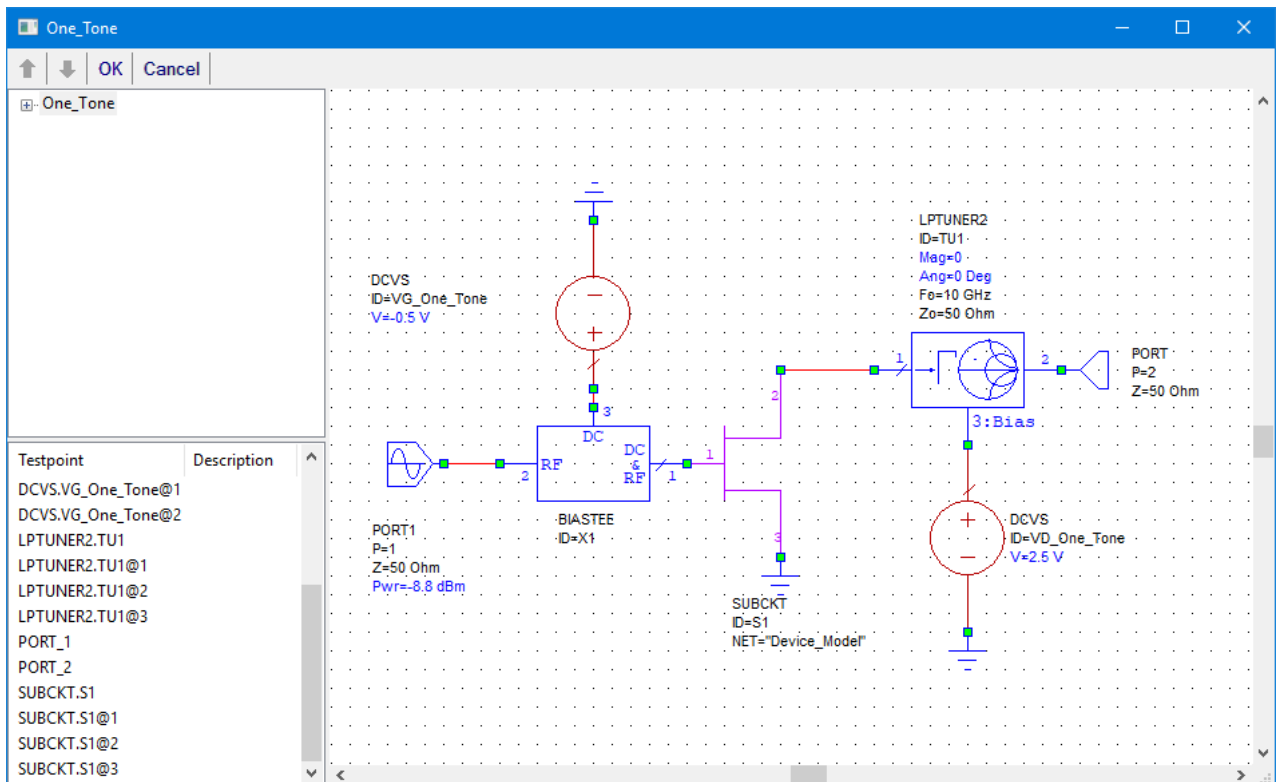 One_Tone
OK Cancel
One_Tone
Testpoint Description
DCVS.VG_One_Tone@1
DCVS.VG_One_Tone@2
LPTUNER2.TU1
LPTUNER2.TU1@1
LPTUNER2.TU1@2
LPTUNER2.TU1@3
PORT_1
PORT_2
SUBCKT.S1
SUBCKT.S1@1
SUBCKT.S1@2
SUBCKT.S1@3
DCVS
ID=VG_One_Tone
V=-0.5 V
3
DC
RF
DC
&
RF
2
1
BIASTEE
ID=X1
PORT1
P=1
Z=50 Ohm
Pwr=-8.8 dBm
1
2
3
SUBCKT
ID=S1
NET="Device_Model"
LPTUNER2
ID=TU1
Mag=0
Ang=0 Deg
Fo=10 GHz
Zo=50 Ohm
1
2
3:Bias
PORT
P=2
Z=50 Ohm
DCVS
ID=VD_One_Tone
V=2.5 V